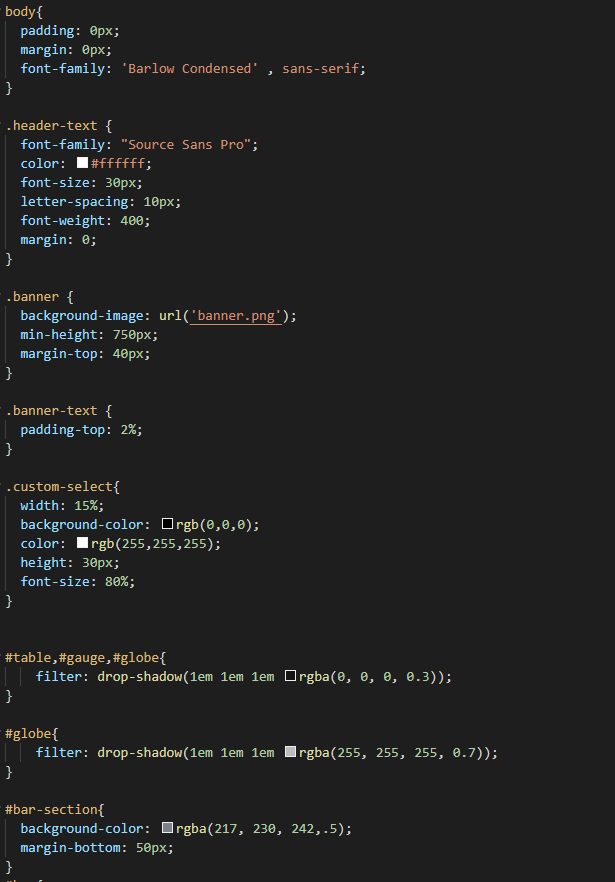 body{
padding: 0px;
margin: 0px;
font-family: 'Barlow Condensed' , sans-serif;
}
.header-text {
font-family: "Source Sans Pro";
color: #ffffff;
font-size: 30px;
letter-spacing: 10px;
font-weight: 400;
margin: 0;
}
.banner {
background-image: url('banner.png');
min-height: 750px;
margin-top: 40px;
}
.banner-text {
padding-top: 2%;
}
.custom-select{
width: 15%;
background-color: rgb(0,0,0);
color: rgb(255,255,255);
height: 30px;
font-size: 80%;
}
#table,#gauge,#globe{
filter: drop-shadow(1em 1em 1em rgba(0, 0, 0, 0.3));
}
#globe{
filter: drop-shadow(1em 1em 1em rgba(255, 255, 255, 0.7));
}
#bar-section{
background-color: rgba(217, 230, 242,.5);
margin-bottom: 50px;
}